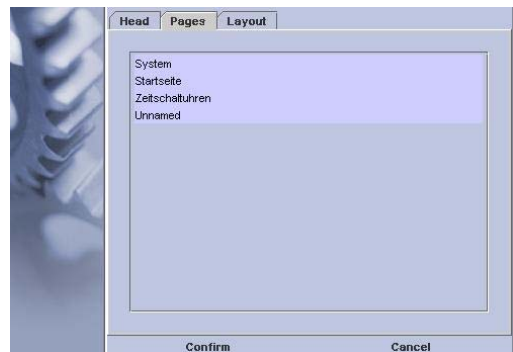 Head Pages Layout
System
Startseite
Zeitschaltuhren
Unnamed
Confirm Cancel